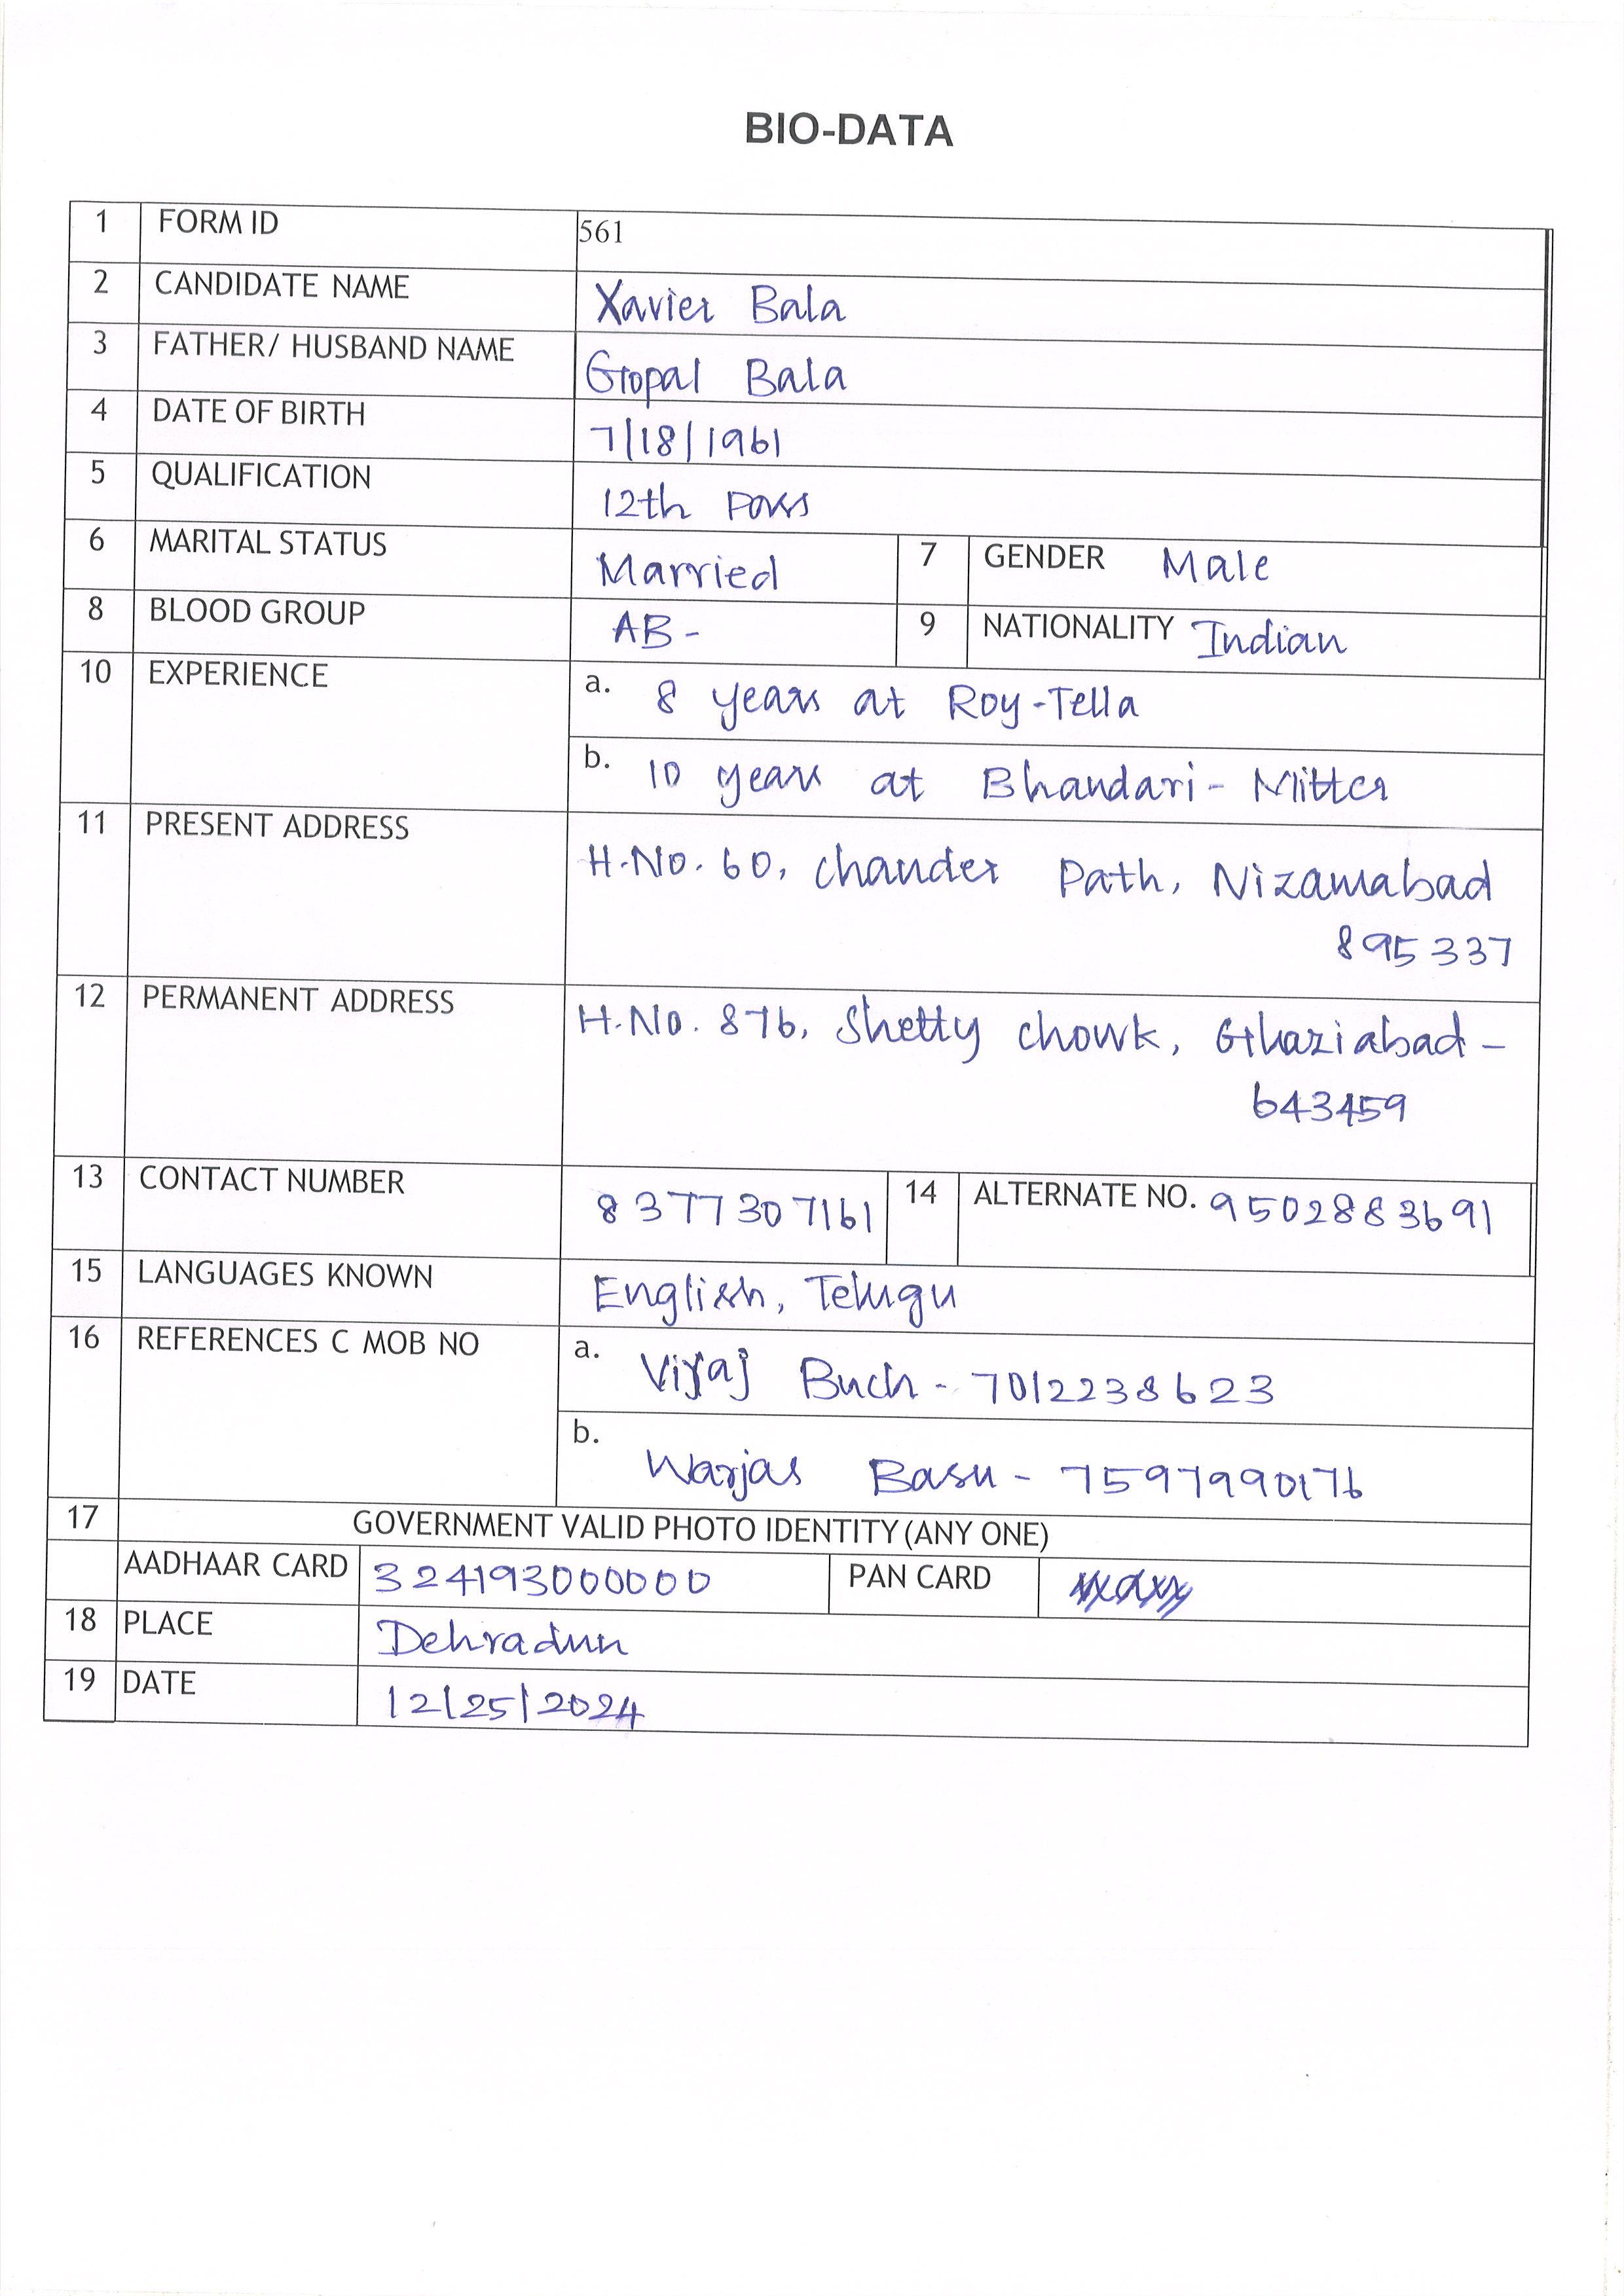 BIO-DATA
1 FORM ID 561
2 CANDIDATE NAME Xavier Bala
3 FATHER/ HUSBAND NAME Gopal Bala
4 DATE OF BIRTH 7/18/1961
5 QUALIFICATION 12th Pass
6 MARITAL STATUS Married 7 GENDER Male
8 BLOOD GROUP AB- 9 NATIONALITY Indian
10 EXPERIENCE a. 8 years at Roy-Tella
b. 10 years at Bhandari-Mitter
11 PRESENT ADDRESS H.No. 60, Chander Path, Nizamabad
895337
12 PERMANENT ADDRESS H.No. 876, Shetty Chowk, Ghaziabad -
643459
13 CONTACT NUMBER 8377307161 14 ALTERNATE NO. 9502883691
15 LANGUAGES KNOWN English, Telugu
16 REFERENCES C MOB NO a. Viraj Buch - 7012238623
b. Warjas Basu - 7597990176
17 GOVERNMENT VALID PHOTO IDENTITY (ANY ONE)
AADHAAR CARD 324193000000 PAN CARD
18 PLACE Dehradun
19 DATE 12/25/2024